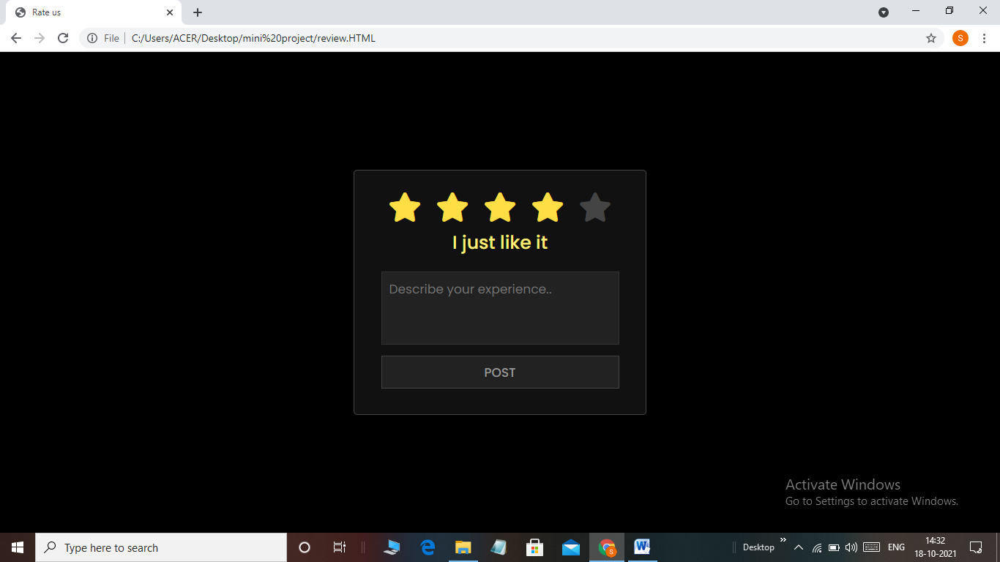 Rate us
File
C:/Users/ACER/Desktop/mini%20project/review.HTML
S
I just like it
Describe your experience..
POST
Activate Windows
Go to Settings to activate Windows.
Type here to search
S
W
Desktop
ENG
14:32
18-10-2021